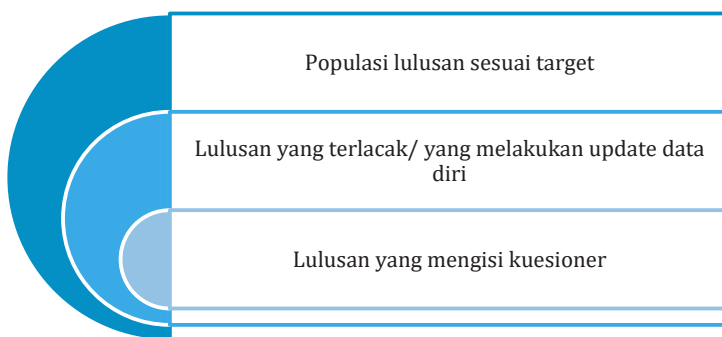 Populasi lulusan sesuai target
Lulusan yang terlacak/ yang melakukan update data
diri
Lulusan yang mengisi kuesioner